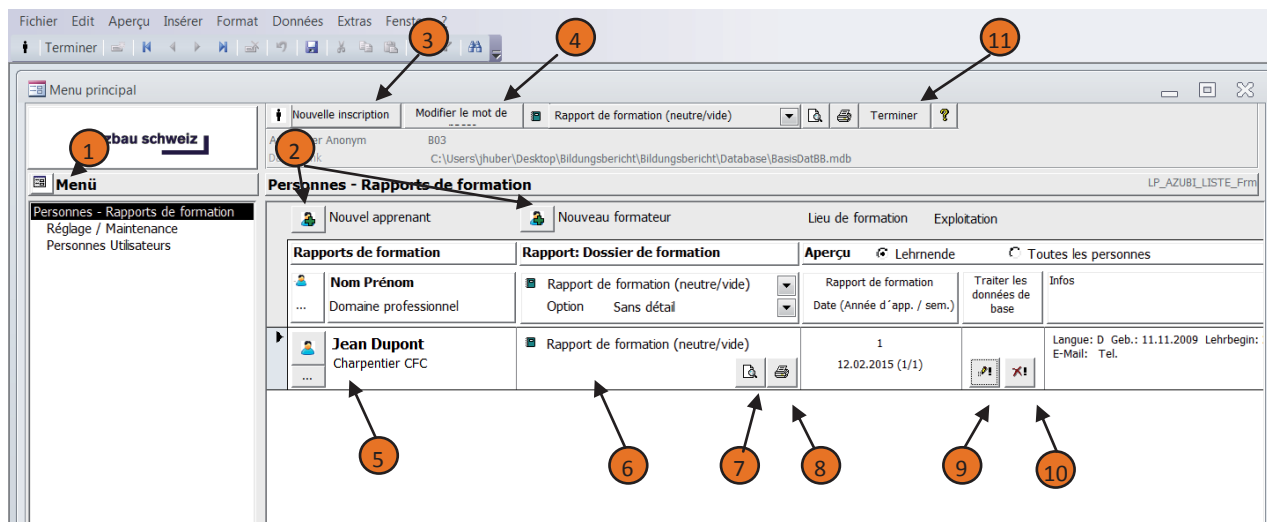 Fichier Edit Aperçu Insérer Format Données Extras ?
Terminer
3
4
11
Menu principal
Nouvelle inscription Modifier le mot de Rapport de formation (neutre/vide) Terminer ?
Anonym B03
C:\Users\jhuber\Desktop\Bildungsbericht\Bildungsbericht\Database\BasisDatBB.mdb
schweiz
1
2
Menü
Personnes - Rapports de formation LP_AZUBI_LISTE_Frm
Personnes - Rapports de formation
Réglage / Maintenance
Personnes Utilsateurs
Nouvel apprenant Nouveau formateur Lieu de formation Exploitation
Rapports de formation Rapport: Dossier de formation Aperçu Lehrnende Toutes les personnes
Nom Prénom Rapport de formation (neutre/vide) Rapport de formation Traiter les données de base Infos
... Domaine professionnel Option Sans détail Date (Année d´app. / sem.)
Jean Dupont Rapport de formation (neutre/vide) 1 Langue: D Geb.: 11.11.2009 Lehrbegin:
Charpentier CFC 12.02.2015 (1/1) E-Mail: Tel.
...
5
6
7
8
9
10